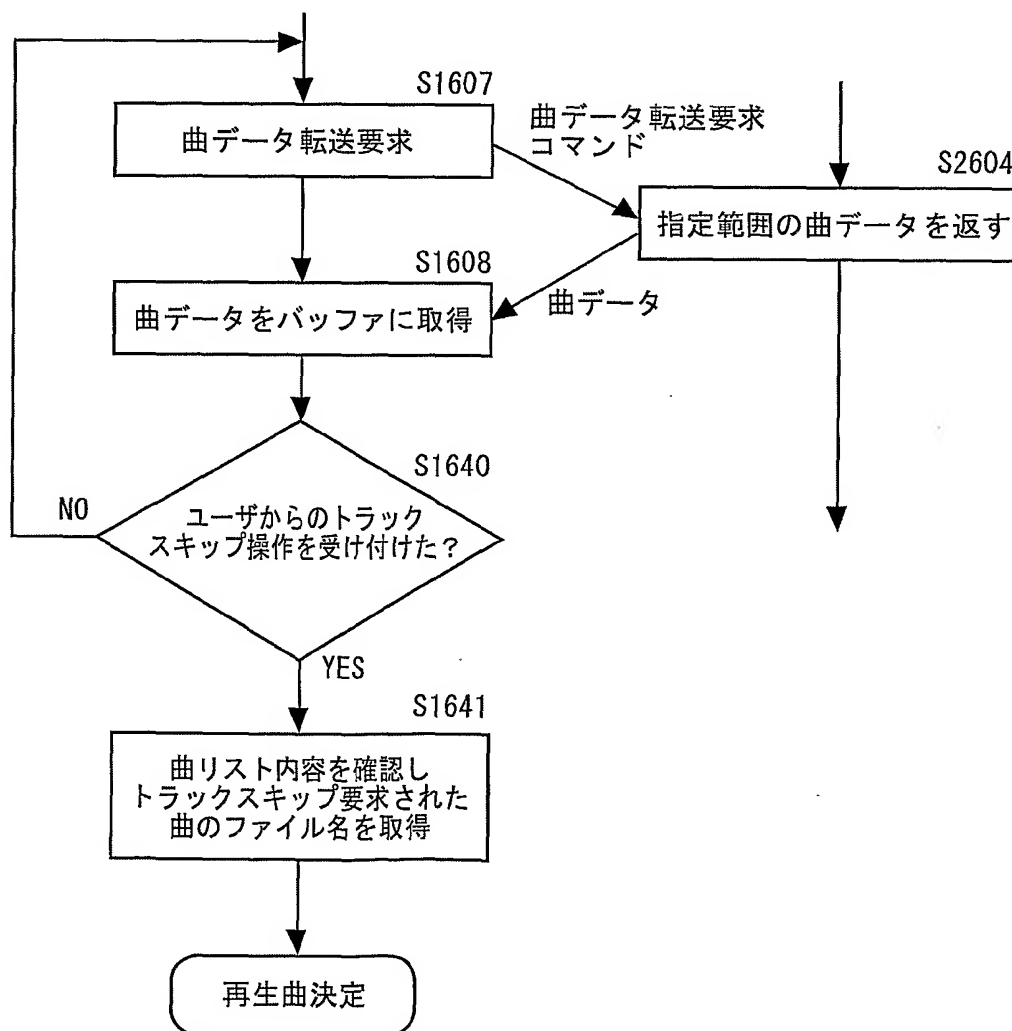 S1607
曲データ転送要求
曲データ転送要求
コマンド
S2604
指定範囲の曲データを返す
S1608
曲データをバッファに取得
曲データ
S1640
NO
ユーザからのトラック
スキップ操作を受け付けた？
YES
S1641
曲リスト内容を確認し
トラックスキップ要求された
曲のファイル名を取得
再生曲決定